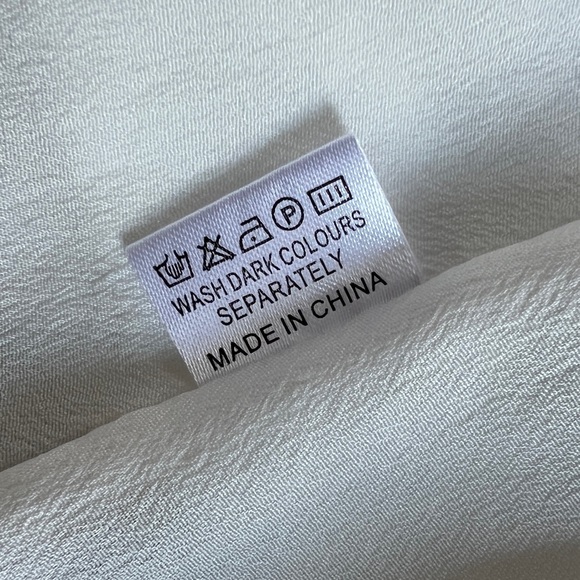 P
WASH DARK COLOURS
SEPARATELY
MADE IN CHINA